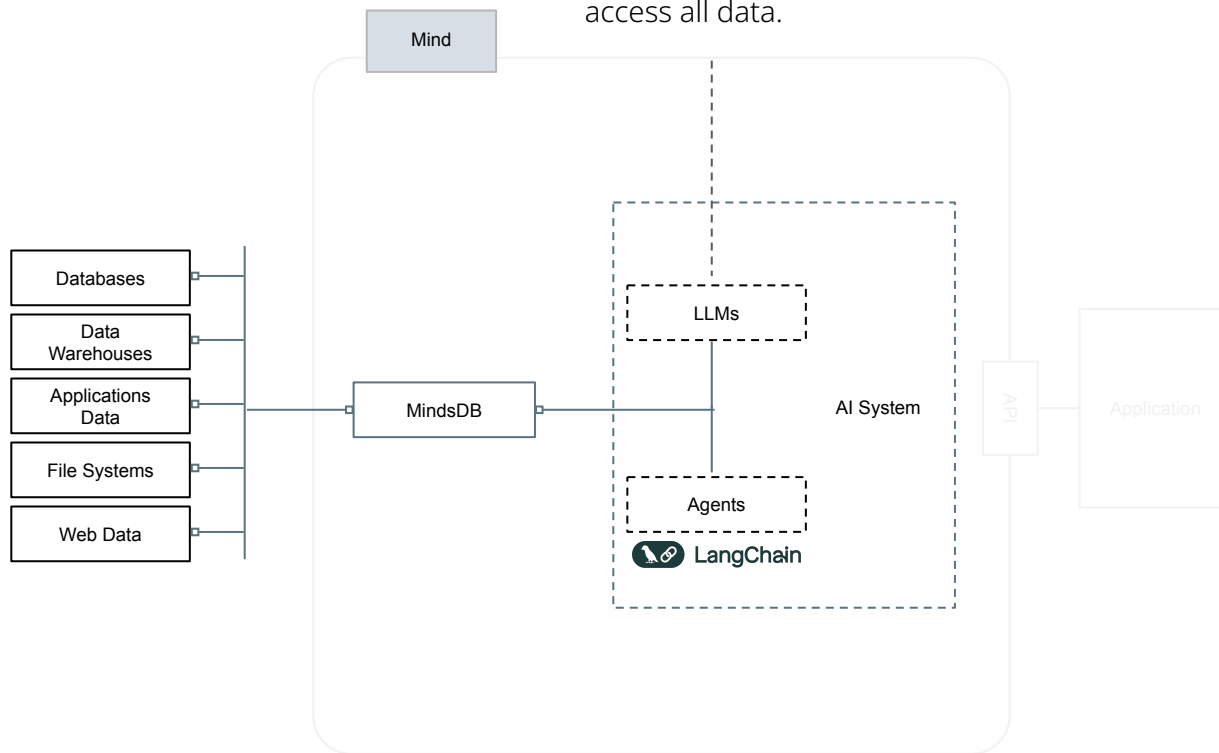 access all data.
Mind
Databases
Data
Warehouses
Applications
Data
File Systems
Web Data
MindsDB
LLMs
AI System
Agents
LangChain
API
Application